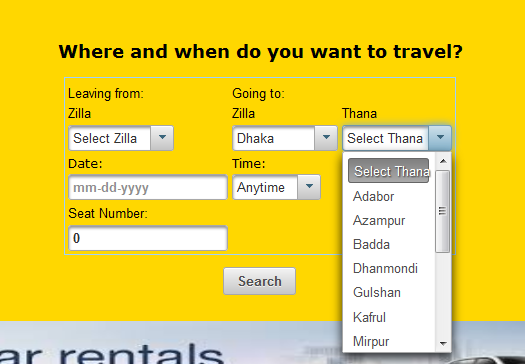 Where and when do you want to travel?
Leaving from: Going to:
Zilla Zilla Thana
Select Zilla Dhaka Select Thana
Date: Time:
mm-dd-yyyy Anytime
Seat Number:
0
Search
Select Thana
Adabor
Azampur
Badda
Dhanmondi
Gulshan
Kafrul
Mirpur
ar rentals